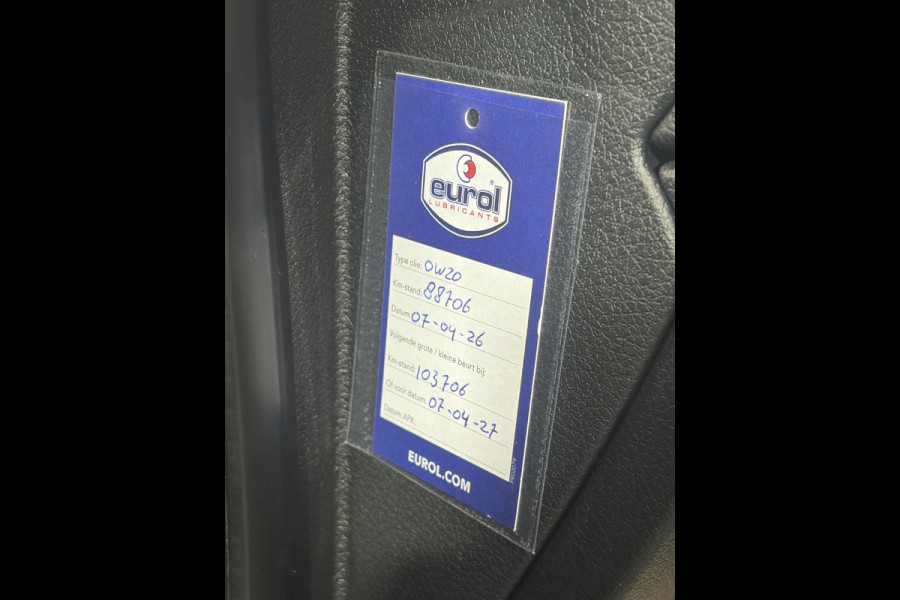 eurol®
LUBRICANTS
Type olie: 0W20
Km-stand: 88706
Datum: 07-04-26
Volgende grote / kleine beurt bij:
Km-stand: 103706
Of voor datum: 07-04-27
Datum APK:
EUROL.COM